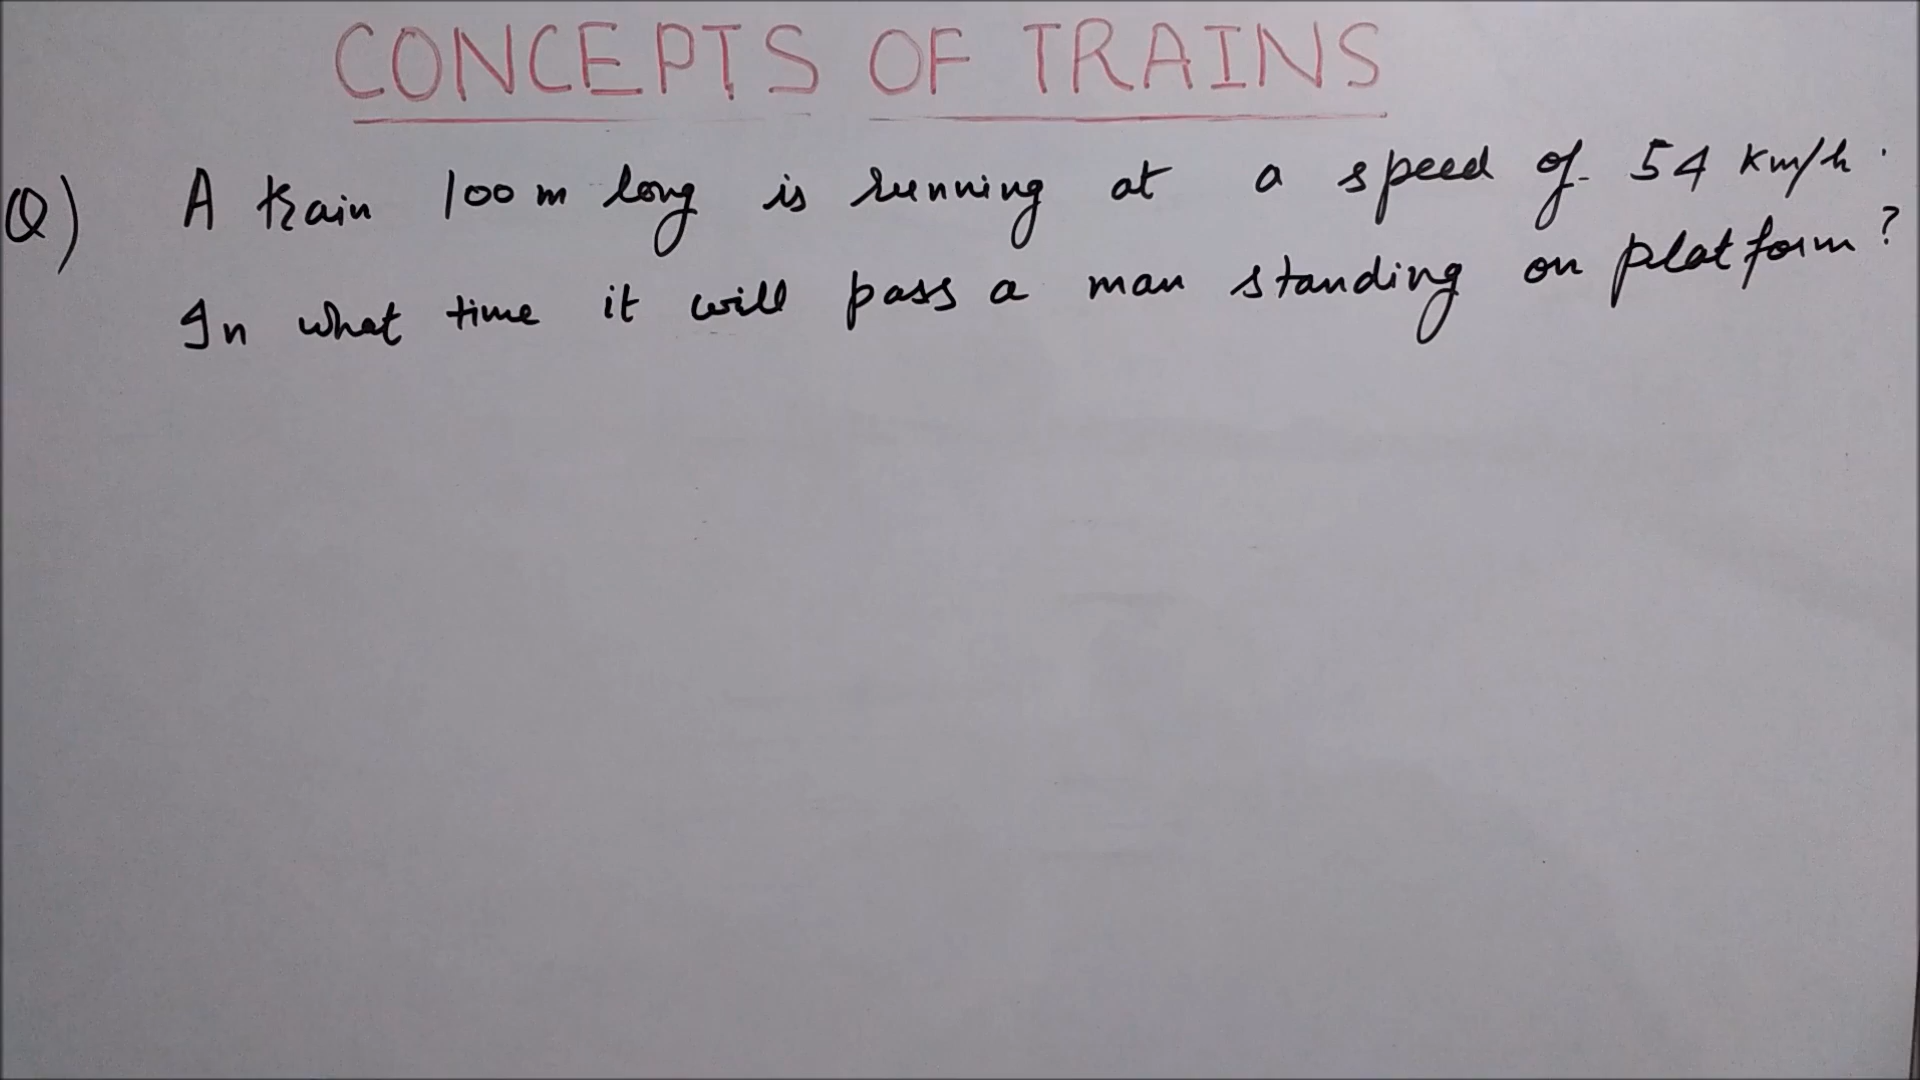 CONCEPTS OF TRAINS
Q) A train 100 m long is running at a speed of 54 km/h.
In what time it will pass a man standing on platform?